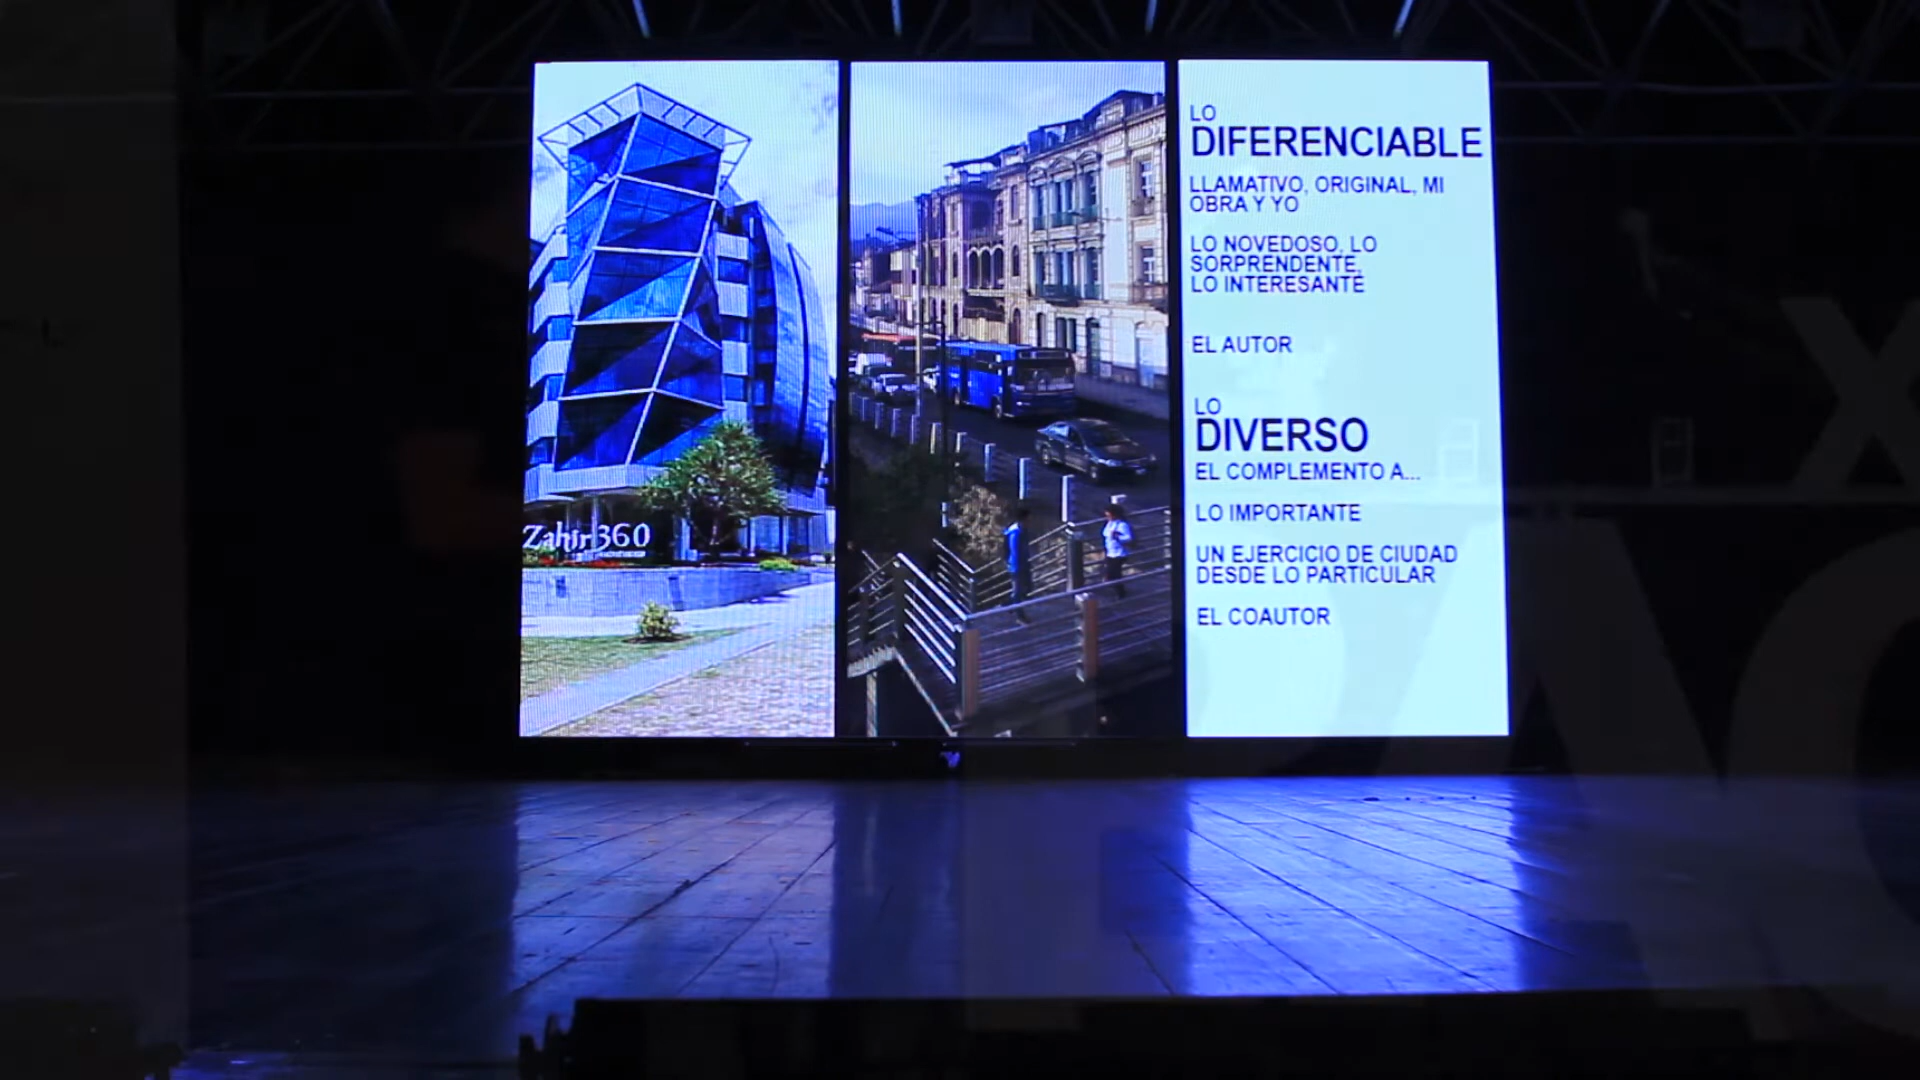 Zahir360
LO
DIFERENCIABLE
LLAMATIVO, ORIGINAL, MI
OBRA Y YO
LO NOVEDOSO, LO
SORPRENDENTE,
LO INTERESANTE
EL AUTOR
LO
DIVERSO
EL COMPLEMENTO A...
LO IMPORTANTE
UN EJERCICIO DE CIUDAD
DESDE LO PARTICULAR
EL COAUTOR